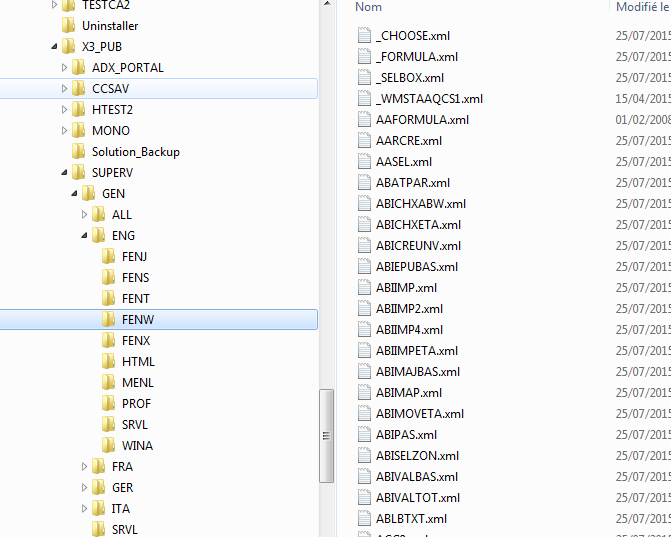 TESTCA2
Uninstaller
X3_PUB
ADX_PORTAL
CCSAV
HTEST2
MONO
Solution_Backup
SUPERV
GEN
ALL
ENG
FENJ
FENS
FENT
FENW
FENX
HTML
MENL
PROF
SRVL
WINA
FRA
GER
ITA
SRVL
Nom Modifié le
_CHOOSE.xml 25/07/2015
_FORMULA.xml 25/07/2015
_SELBOX.xml 25/07/2015
_WMSTAAQCS1.xml 15/04/2015
AAFORMULA.xml 01/02/2008
AARCRE.xml 25/07/2015
AASEL.xml 25/07/2015
ABATPAR.xml 25/07/2015
ABICHXABW.xml 25/07/2015
ABICHXETA.xml 25/07/2015
ABICREUNV.xml 25/07/2015
ABIEPUBAS.xml 25/07/2015
ABIIMP.xml 25/07/2015
ABIIMP2.xml 25/07/2015
ABIIMP4.xml 25/07/2015
ABIIMPETA.xml 25/07/2015
ABIMAJBAS.xml 25/07/2015
ABIMAP.xml 25/07/2015
ABIMOVETA.xml 25/07/2015
ABIPAS.xml 25/07/2015
ABISELZON.xml 25/07/2015
ABIVALBAS.xml 25/07/2015
ABIVALTOT.xml 25/07/2015
ABLBTXT.xml 25/07/2015